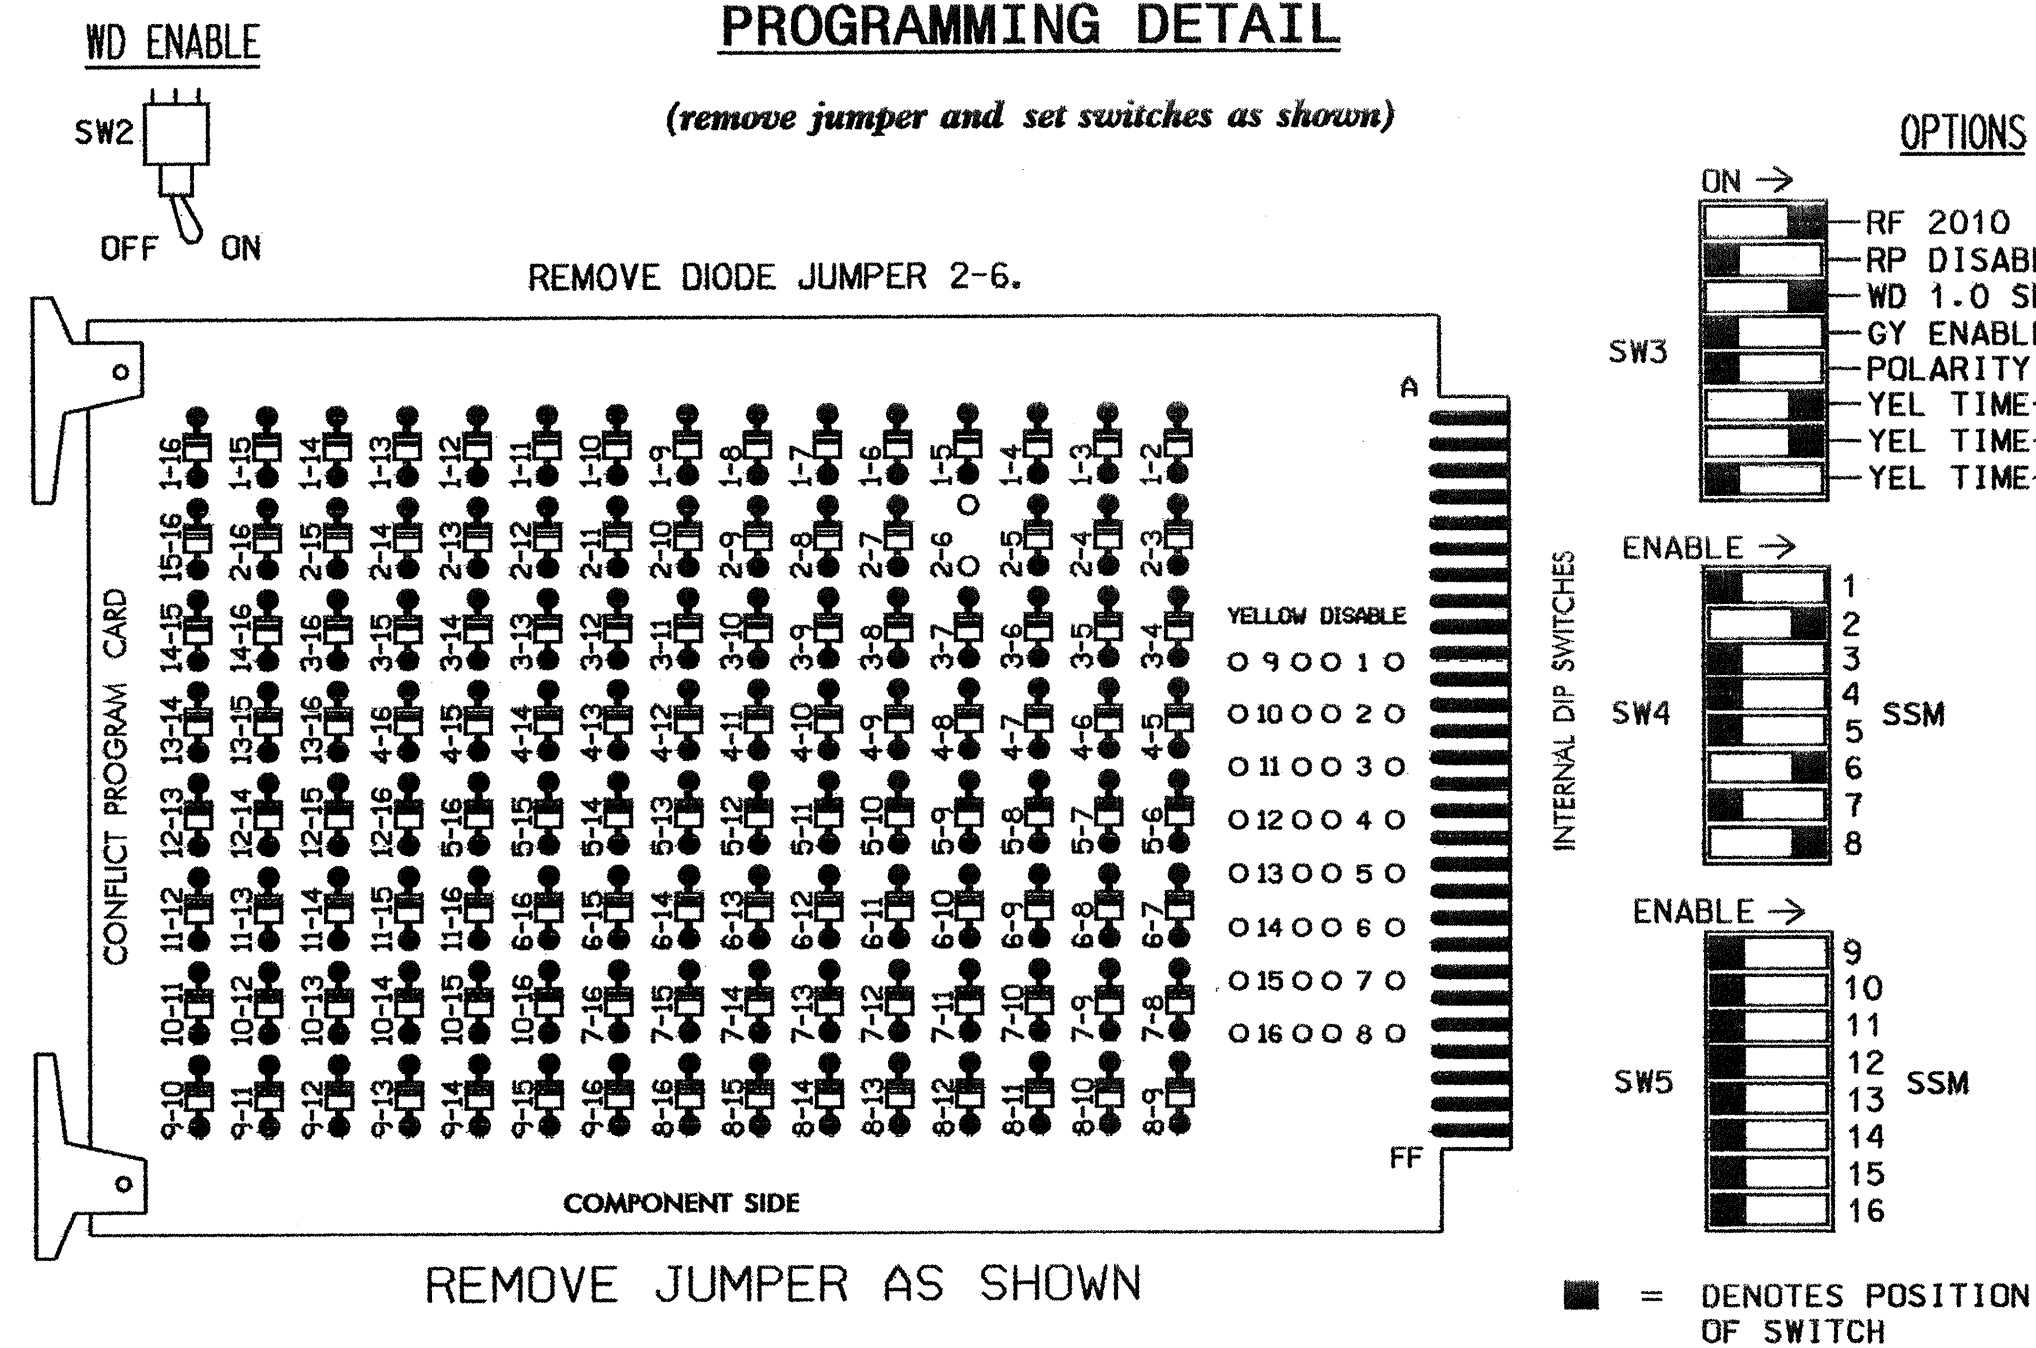 PROGRAMMING DETAIL
(remove jumper and set switches as shown)
WD ENABLE
SW2
OFF ON
REMOVE DIODE JUMPER 2-6.
CONFLICT PROGRAM CARD
A
1-16 1-15 1-14 1-13 1-12 1-11 1-10 1-9 1-8 1-7 1-6 1-5 1-4 1-3 1-2
15-16 2-16 2-15 2-14 2-13 2-12 2-11 2-10 2-9 2-8 2-7 2-6 2-5 2-4 2-3
14-15 14-16 3-16 3-15 3-14 3-13 3-12 3-11 3-10 3-9 3-8 3-7 3-6 3-5 3-4
13-14 13-15 13-16 4-16 4-15 4-14 4-13 4-12 4-11 4-10 4-9 4-8 4-7 4-6 4-5
12-13 12-14 12-15 12-16 5-16 5-15 5-14 5-13 5-12 5-11 5-10 5-9 5-8 5-7 5-6
11-12 11-13 11-14 11-15 11-16 6-16 6-15 6-14 6-13 6-12 6-11 6-10 6-9 6-8 6-7
10-11 10-12 10-13 10-14 10-15 10-16 7-16 7-15 7-14 7-13 7-12 7-11 7-10 7-9 7-8
9-10 9-11 9-12 9-13 9-14 9-15 9-16 8-16 8-15 8-14 8-13 8-12 8-11 8-10 8-9
YELLOW DISABLE
9 1
10 2
11 3
12 4
13 5
14 6
15 7
16 8
FF
COMPONENT SIDE
REMOVE JUMPER AS SHOWN
INTERNAL DIP SWITCHES
OPTIONS
ON →
SW3
RF 2010
RP DISABL
WD 1.0 S
GY ENABL
POLARITY
YEL TIME-
YEL TIME-
YEL TIME-
ENABLE →
SW4
1
2
3
4
5
6
7
8
SSM
ENABLE →
SW5
9
10
11
12
13
14
15
16
SSM
= DENOTES POSITION
OF SWITCH